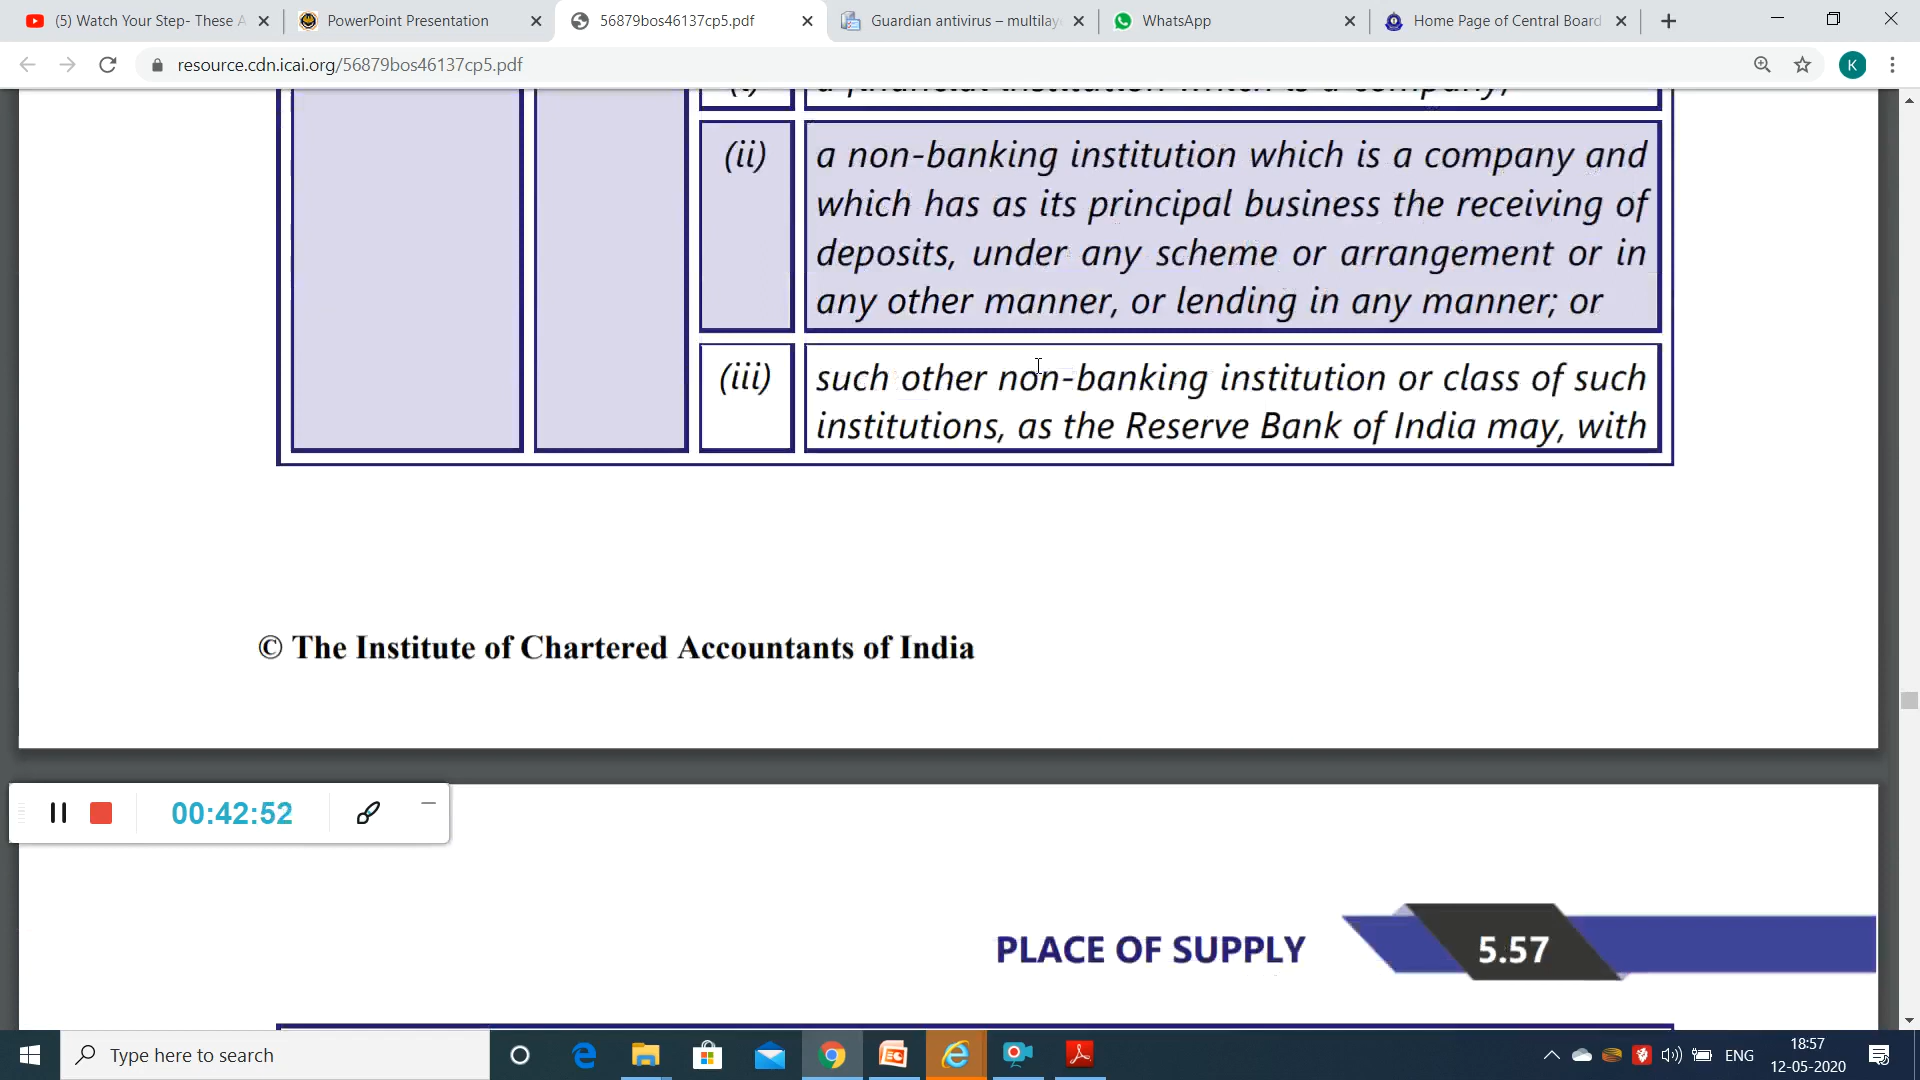 (5) Watch Your Step- These A
PowerPoint Presentation
56879bos46137cp5.pdf
Guardian antivirus – multilay
WhatsApp
Home Page of Central Board
resource.cdn.icai.org/56879bos46137cp5.pdf
K
(i) a financial institution which is a company;
(ii) a non-banking institution which is a company and
which has as its principal business the receiving of
deposits, under any scheme or arrangement or in
any other manner, or lending in any manner; or
(iii) such other non-banking institution or class of such
institutions, as the Reserve Bank of India may, with
© The Institute of Chartered Accountants of India
00:42:52
PLACE OF SUPPLY 5.57
Type here to search
ENG
18:57
12-05-2020